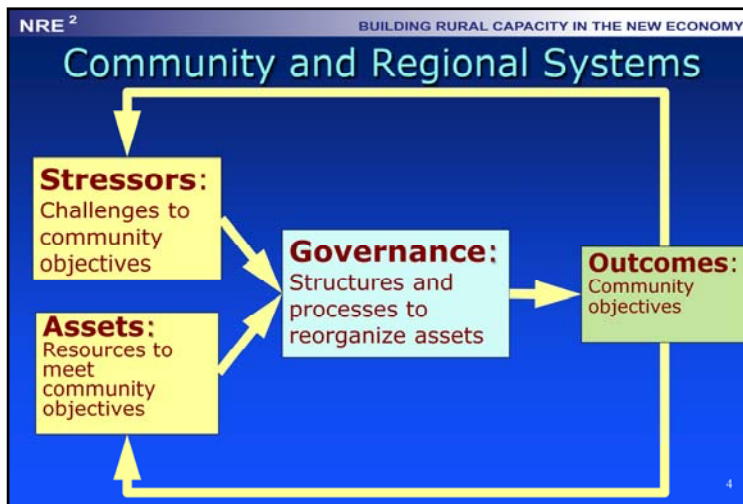 NRE ²
BUILDING RURAL CAPACITY IN THE NEW ECONOMY
Community and Regional Systems
Stressors:
Challenges to
community
objectives
Assets:
Resources to
meet
community
objectives
Governance:
Structures and
processes to
reorganize assets
Outcomes:
Community
objectives
4